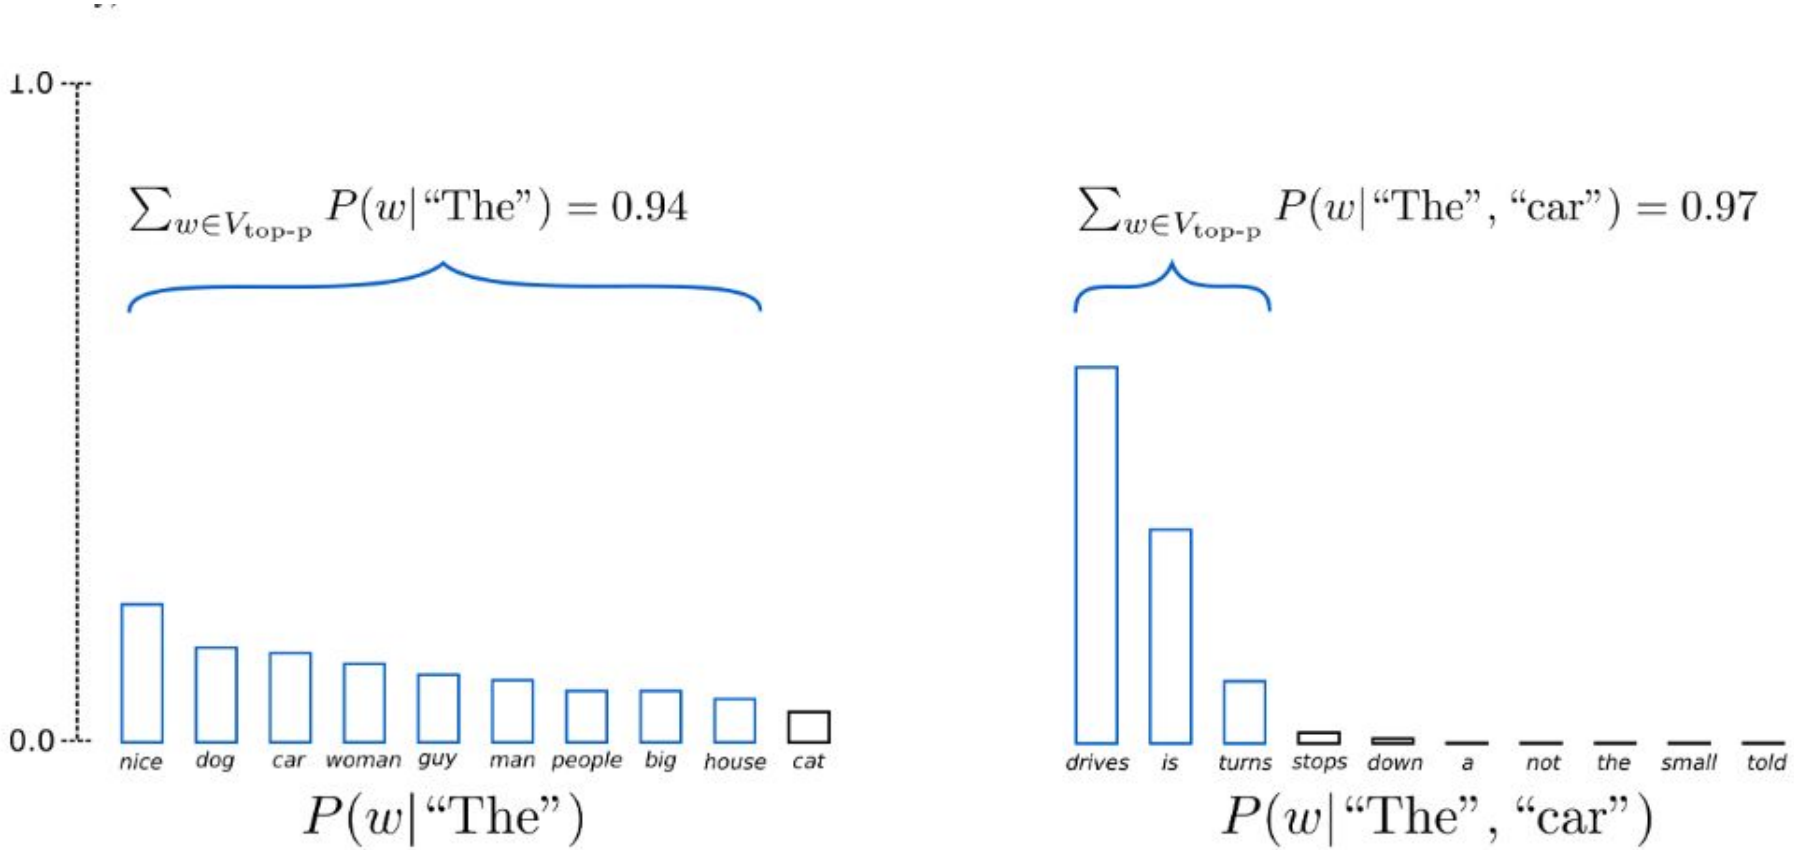 1.0
∑w∈Vtop-p P(w|“The”) = 0.94
∑w∈Vtop-p P(w|“The”, “car”) = 0.97
0.0
nice dog car woman guy man people big house cat
drives is turns stops down a not the small told
P(w|“The”)
P(w|“The”, “car”)